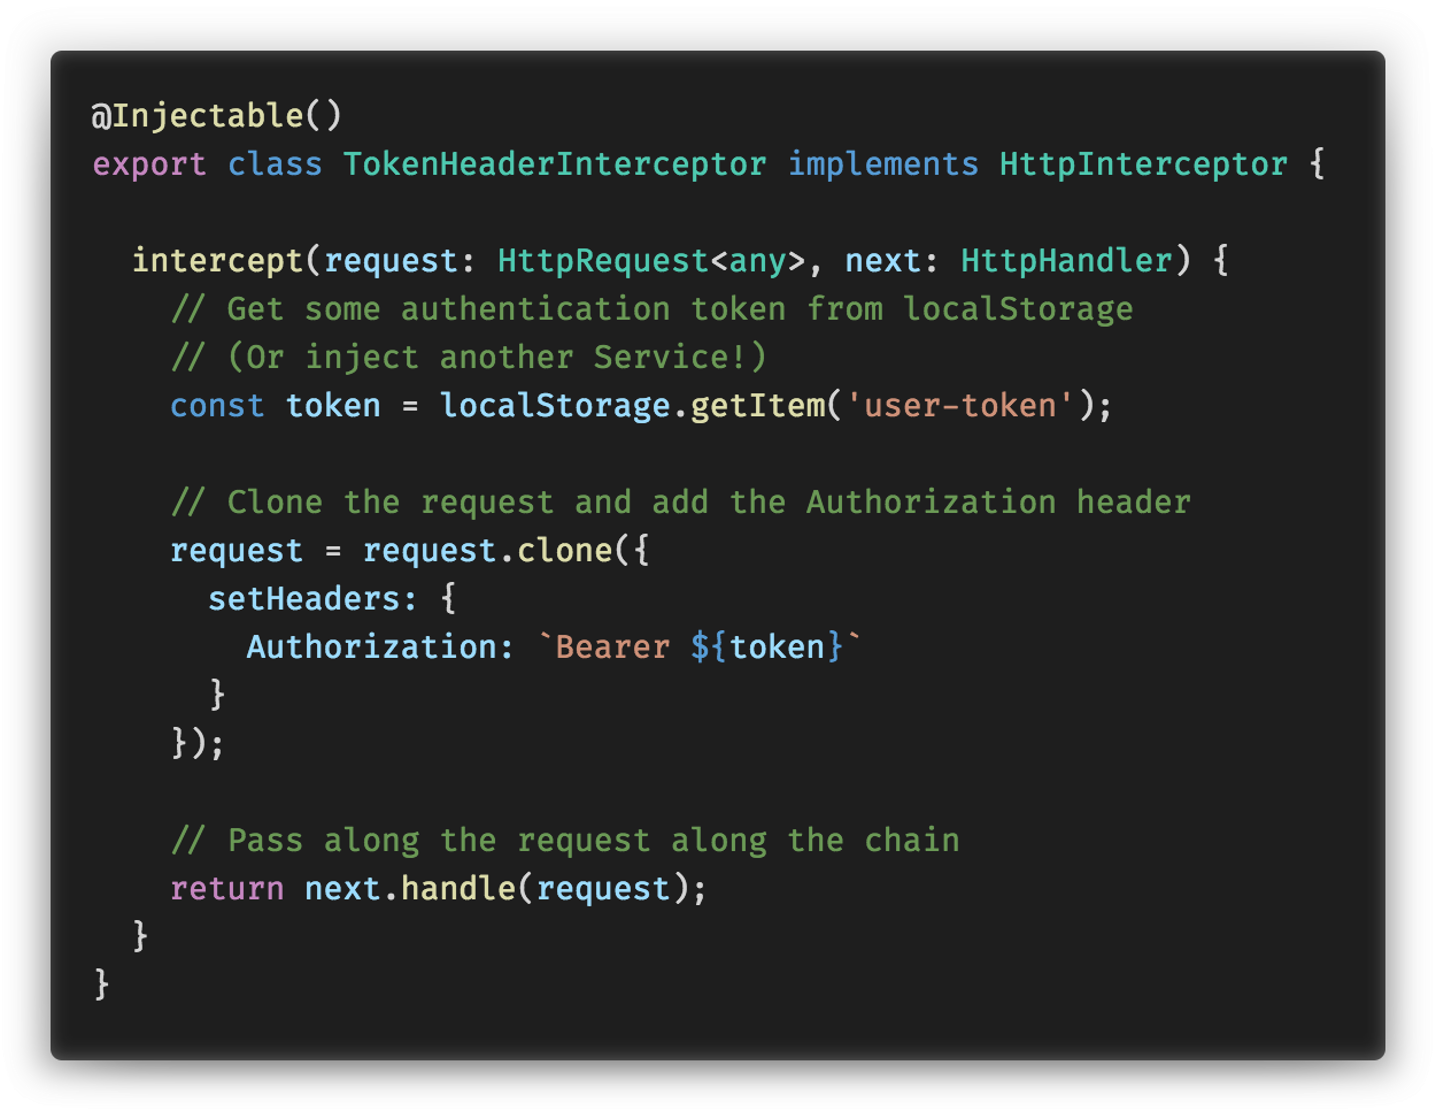 @Injectable()
export class TokenHeaderInterceptor implements HttpInterceptor {
intercept(request: HttpRequest<any>, next: HttpHandler) {
// Get some authentication token from localStorage
// (Or inject another Service!)
const token = localStorage.getItem('user-token');
// Clone the request and add the Authorization header
request = request.clone({
setHeaders: {
Authorization: `Bearer ${token}`
}
});
// Pass along the request along the chain
return next.handle(request);
}
}